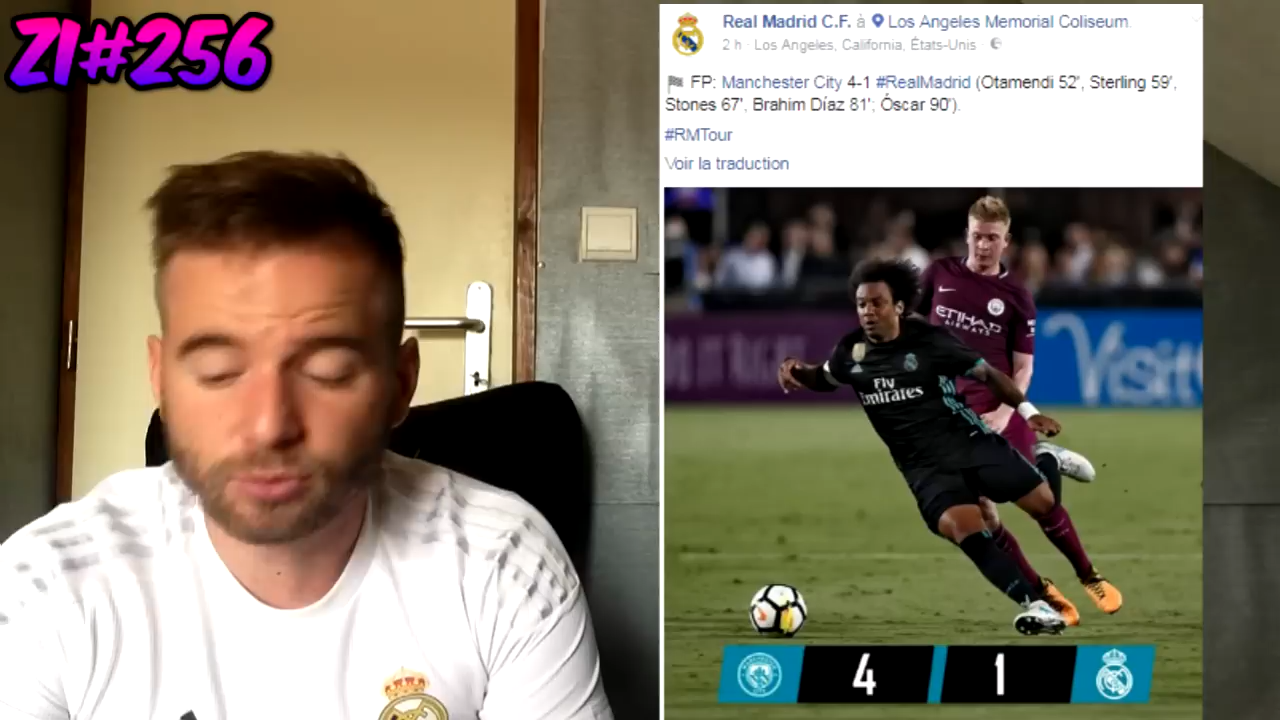 ZI#256
Real Madrid C.F. à Los Angeles Memorial Coliseum.
2 h · Los Angeles, California, États-Unis ·
FP: Manchester City 4-1 #RealMadrid (Otamendi 52', Sterling 59',
Stones 67', Brahim Díaz 81'; Óscar 90').
#RMTour
Voir la traduction
ETIHAD
AIRWAYS
Visit
Fly
Emirates
4 1